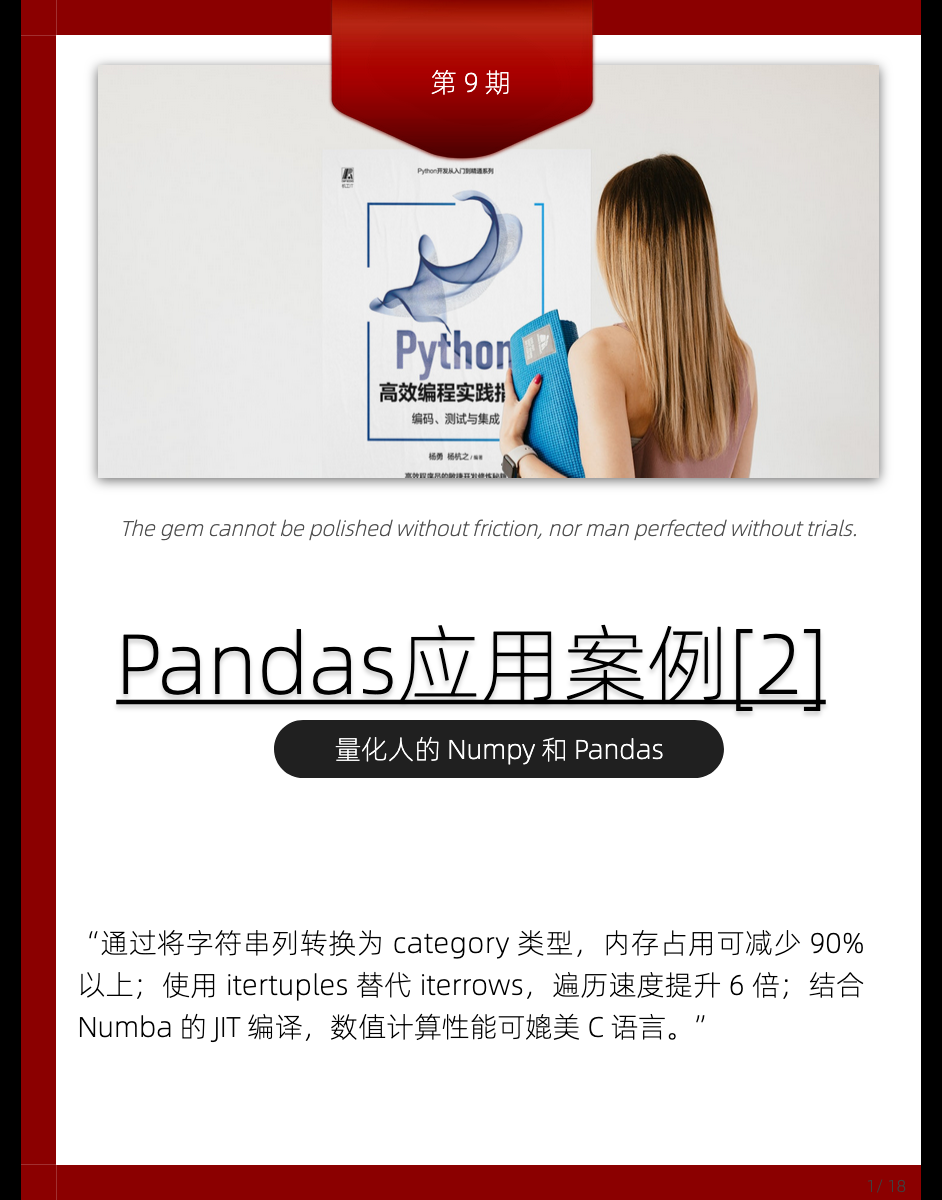 第 9 期
Python开发从入门到精通系列
Python
高效编程实践指
编码、测试与集成
杨勇 杨杭之 / 编著
The gem cannot be polished without friction, nor man perfected without trials.
Pandas应用案例[2]
量化人的 Numpy 和 Pandas
“通过将字符串列转换为 category 类型，内存占用可减少 90%
以上；使用 itertuples 替代 iterrows，遍历速度提升 6 倍；结合
Numba 的 JIT 编译，数值计算性能可媲美 C 语言。”
1/ 18